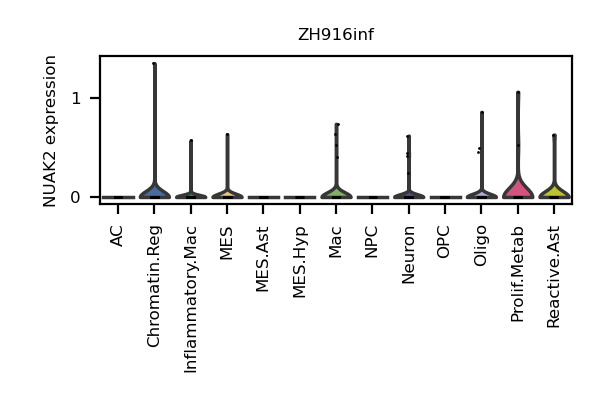 ZH916inf
NUAK2 expression
1
0
AC
Chromatin.Reg
Inflammatory.Mac
MES
MES.Ast
MES.Hyp
Mac
NPC
Neuron
OPC
Oligo
Prolif.Metab
Reactive.Ast